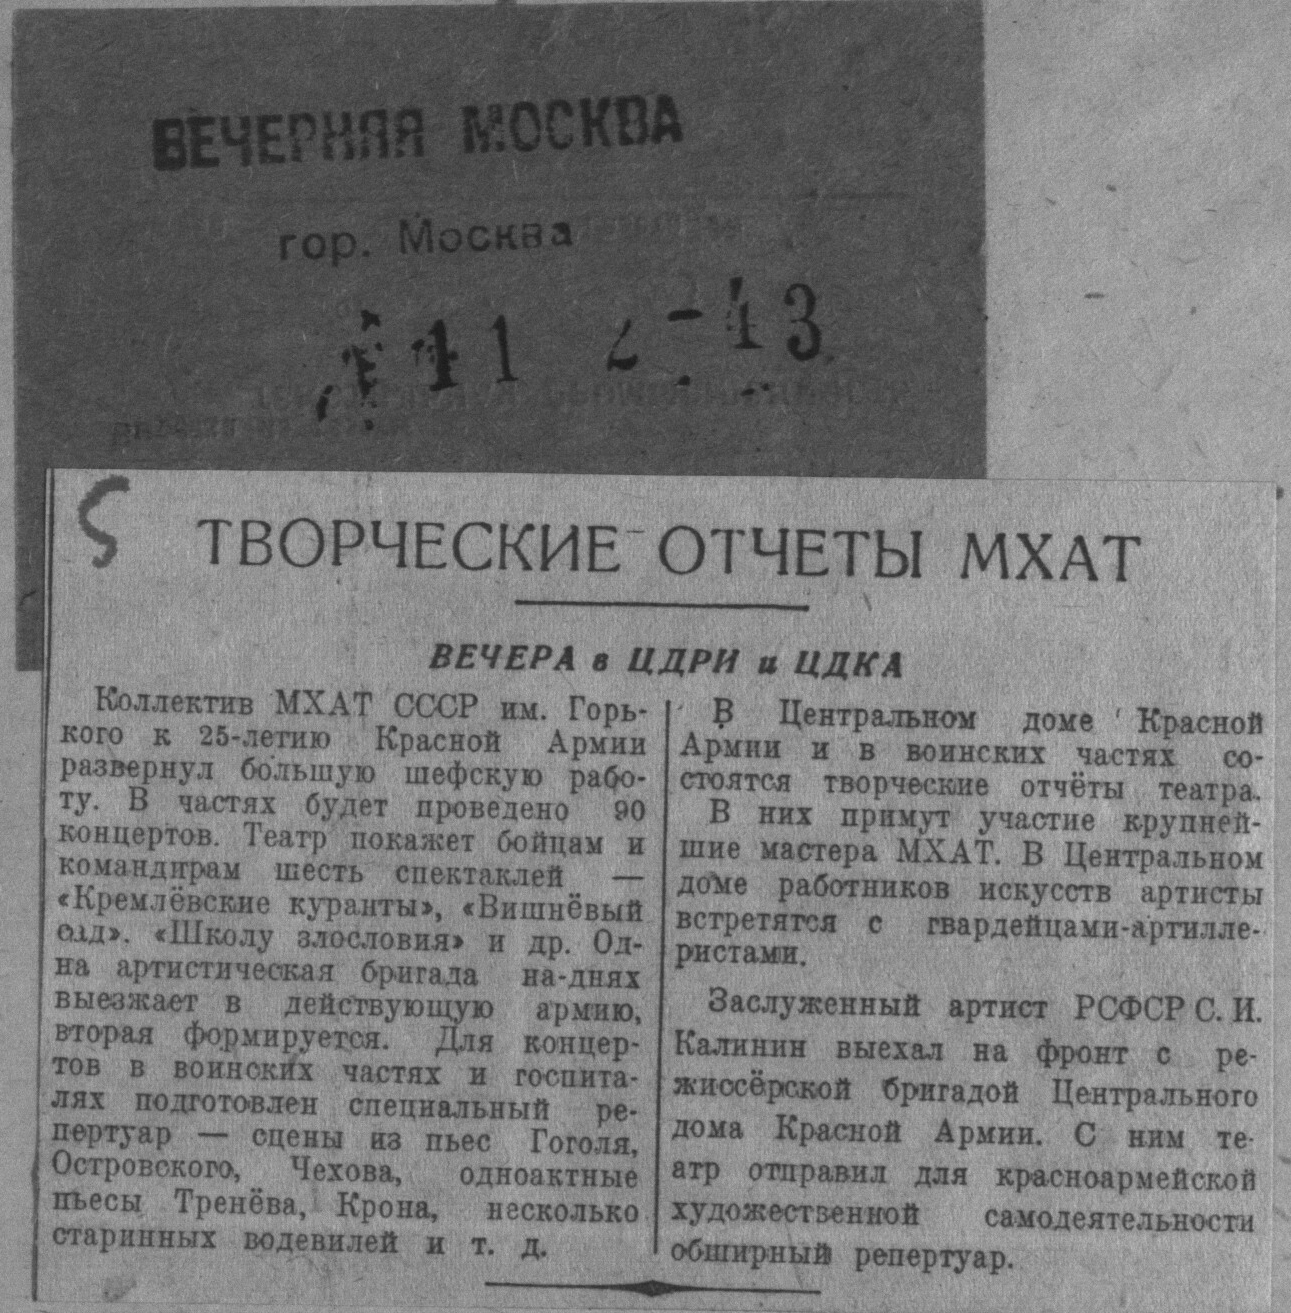 ВЕЧЕРНЯЯ МОСКВА
гор. Москва
11 2 - 43
ТВОРЧЕСКИЕ ОТЧЕТЫ МХАТ
ВЕЧЕРА в ЦДРИ и ЦДКА
Коллектив МХАТ СССР им. Горь-
кого к 25-летию Красной Армии
развернул большую шефскую рабо-
ту. В частях будет проведено 90
концертов. Театр покажет бойцам и
командирам шесть спектаклей —
«Кремлёвские куранты», «Вишнёвый
сад». «Школу злословия» и др. Од-
на артистическая бригада на-днях
выезжает в действующую армию,
вторая формируется. Для концер-
тов в воинских частях и госпита-
лях подготовлен специальный ре-
пертуар — сцены из пьес Гоголя,
Островского, Чехова, одноактные
пьесы Тренёва, Крона, несколько
старинных водевилей и т. д.
В Центральном доме Красной
Армии и в воинских частях со-
стоятся творческие отчёты театра.
В них примут участие крупней-
шие мастера МХАТ. В Центральном
доме работников искусств артисты
встретятся с гвардейцами-артилле-
ристами.
Заслуженный артист РСФСР С. И.
Калинин выехал на фронт с ре-
жиссёрской бригадой Центрального
дома Красной Армии. С ним те-
атр отправил для красноармейской
художественной самодеятельности
обширный репертуар.